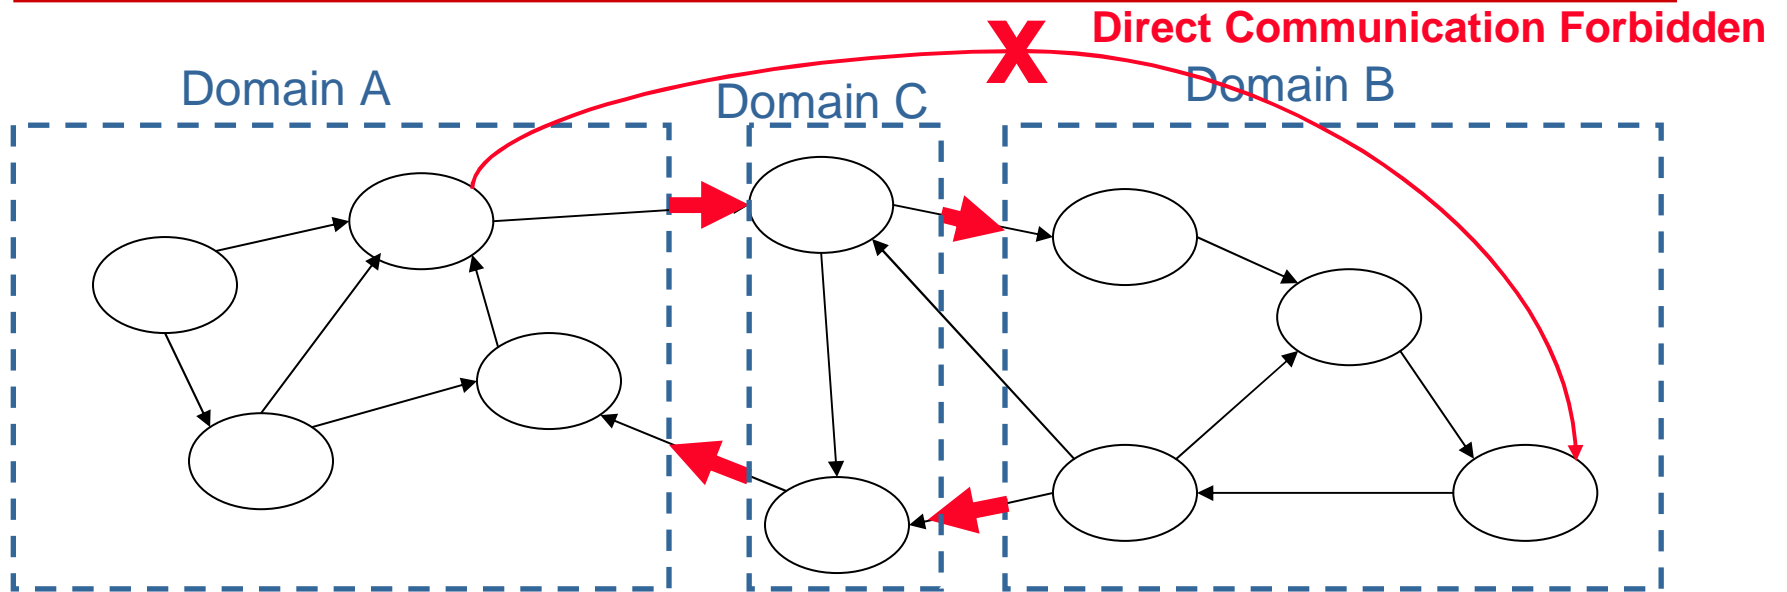 Direct Communication Forbidden
X
Domain A
Domain C
Domain B